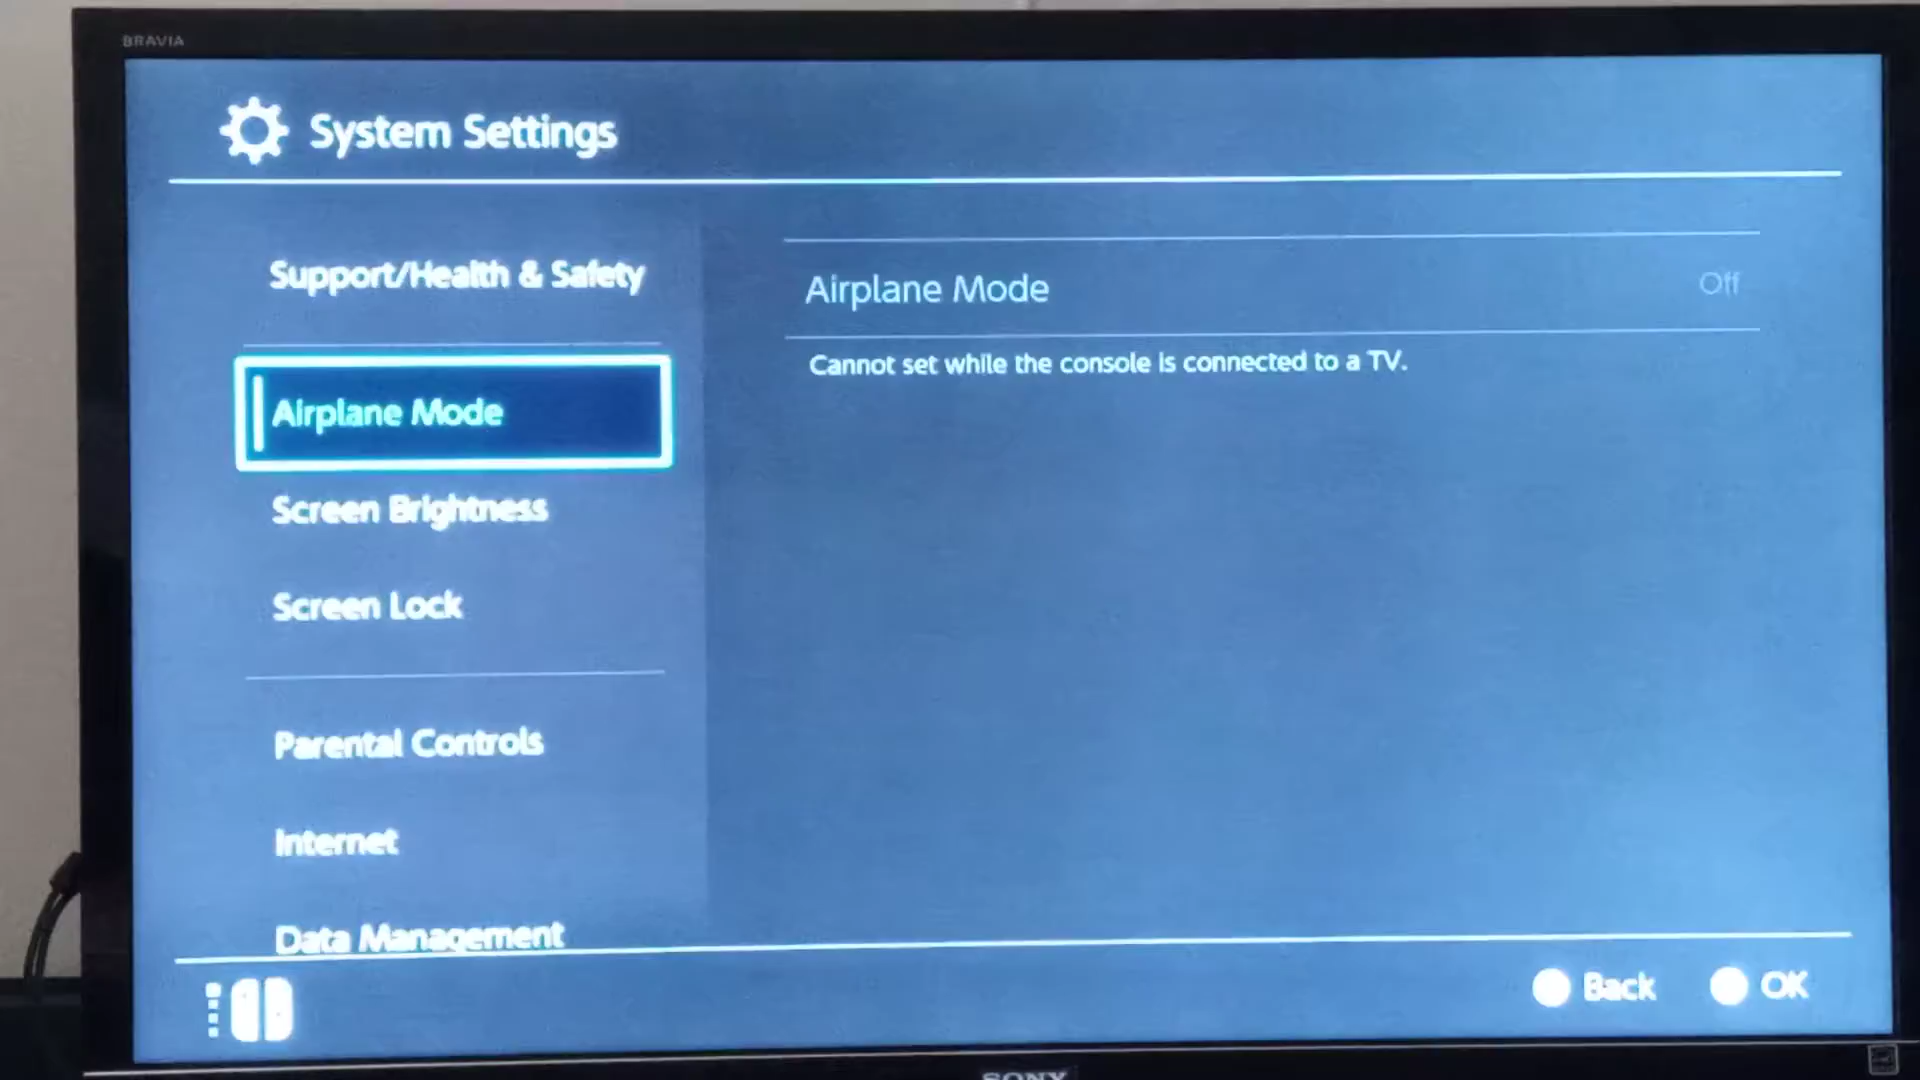 BRAVIA
System Settings
Support/Health & Safety
Airplane Mode
Screen Brightness
Screen Lock
Parental Controls
Internet
Data Management
Airplane Mode Off
Cannot set while the console is connected to a TV.
Back OK
SONY